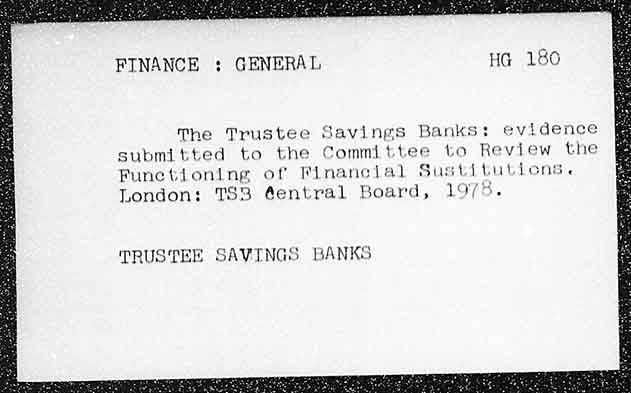 FINANCE : GENERAL HG 180
The Trustee Savings Banks: evidence
submitted to the Committee to Review the
Functioning of Financial Sustitutions.
London: TSB Central Board, 1978.
TRUSTEE SAVINGS BANKS